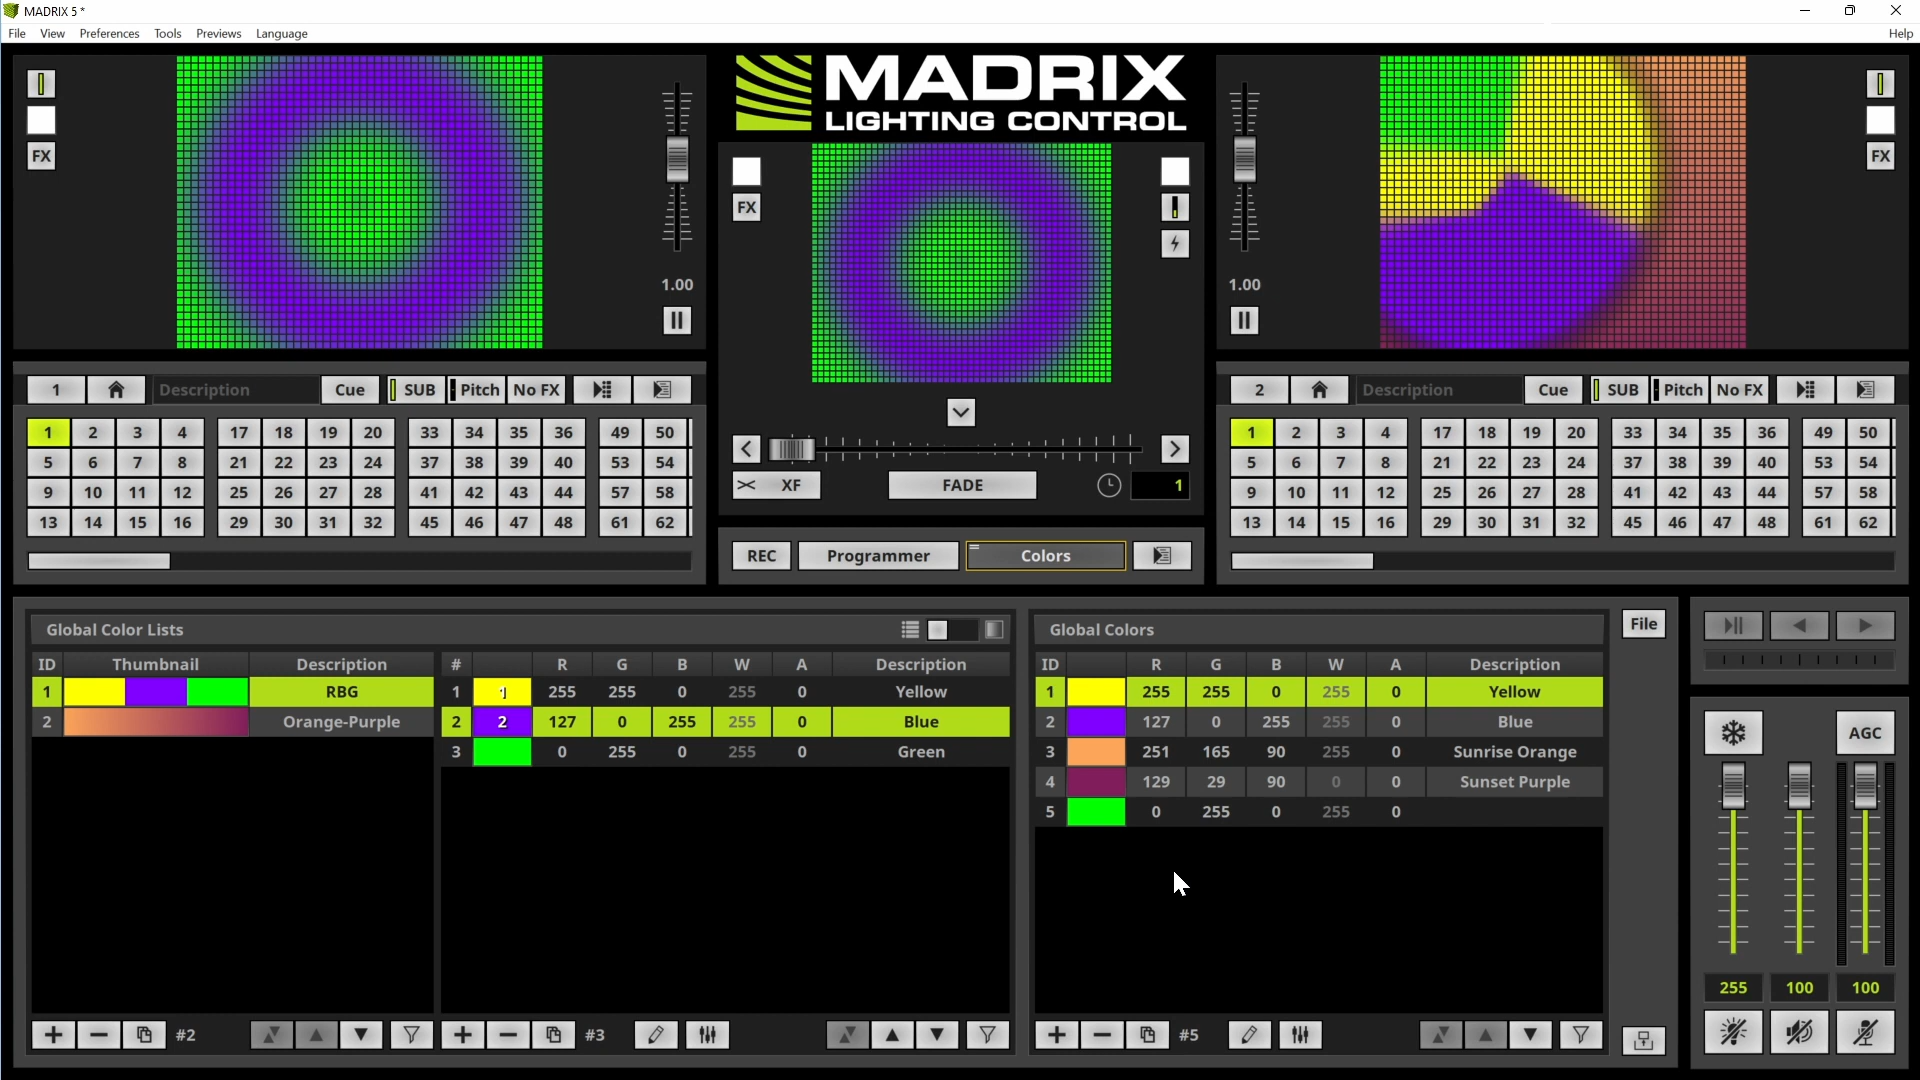 MADRIX 5 *
File View Preferences Tools Previews Language Help
MADRIX
LIGHTING CONTROL
FX FX FX
1.00 1.00
1 Description Cue SUB Pitch No FX
2 Description Cue SUB Pitch No FX
1 2 3 4 17 18 19 20 33 34 35 36 49 50
5 6 7 8 21 22 23 24 37 38 39 40 53 54
9 10 11 12 25 26 27 28 41 42 43 44 57 58
13 14 15 16 29 30 31 32 45 46 47 48 61 62
XF FADE 1
REC Programmer Colors
1 2 3 4 17 18 19 20 33 34 35 36 49 50
5 6 7 8 21 22 23 24 37 38 39 40 53 54
9 10 11 12 25 26 27 28 41 42 43 44 57 58
13 14 15 16 29 30 31 32 45 46 47 48 61 62
Global Color Lists
ID Thumbnail Description
1 RBG
2 Orange-Purple
#2
# R G B W A Description
1 1 255 255 0 255 0 Yellow
2 2 127 0 255 255 0 Blue
3 0 255 0 255 0 Green
#3
Global Colors
ID R G B W A Description
1 255 255 0 255 0 Yellow
2 127 0 255 255 0 Blue
3 251 165 90 255 0 Sunrise Orange
4 129 29 90 0 0 Sunset Purple
5 0 255 0 255 0
#5
File
AGC
255 100 100